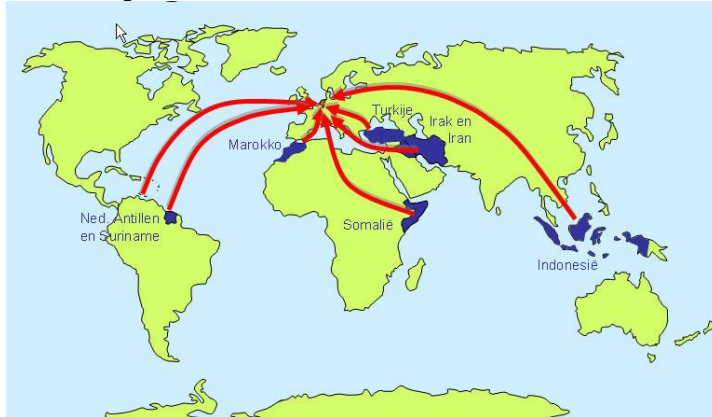 Turkije
Irak en
Iran
Marokko
Ned. Antillen
en Suriname
Somalië
Indonesië